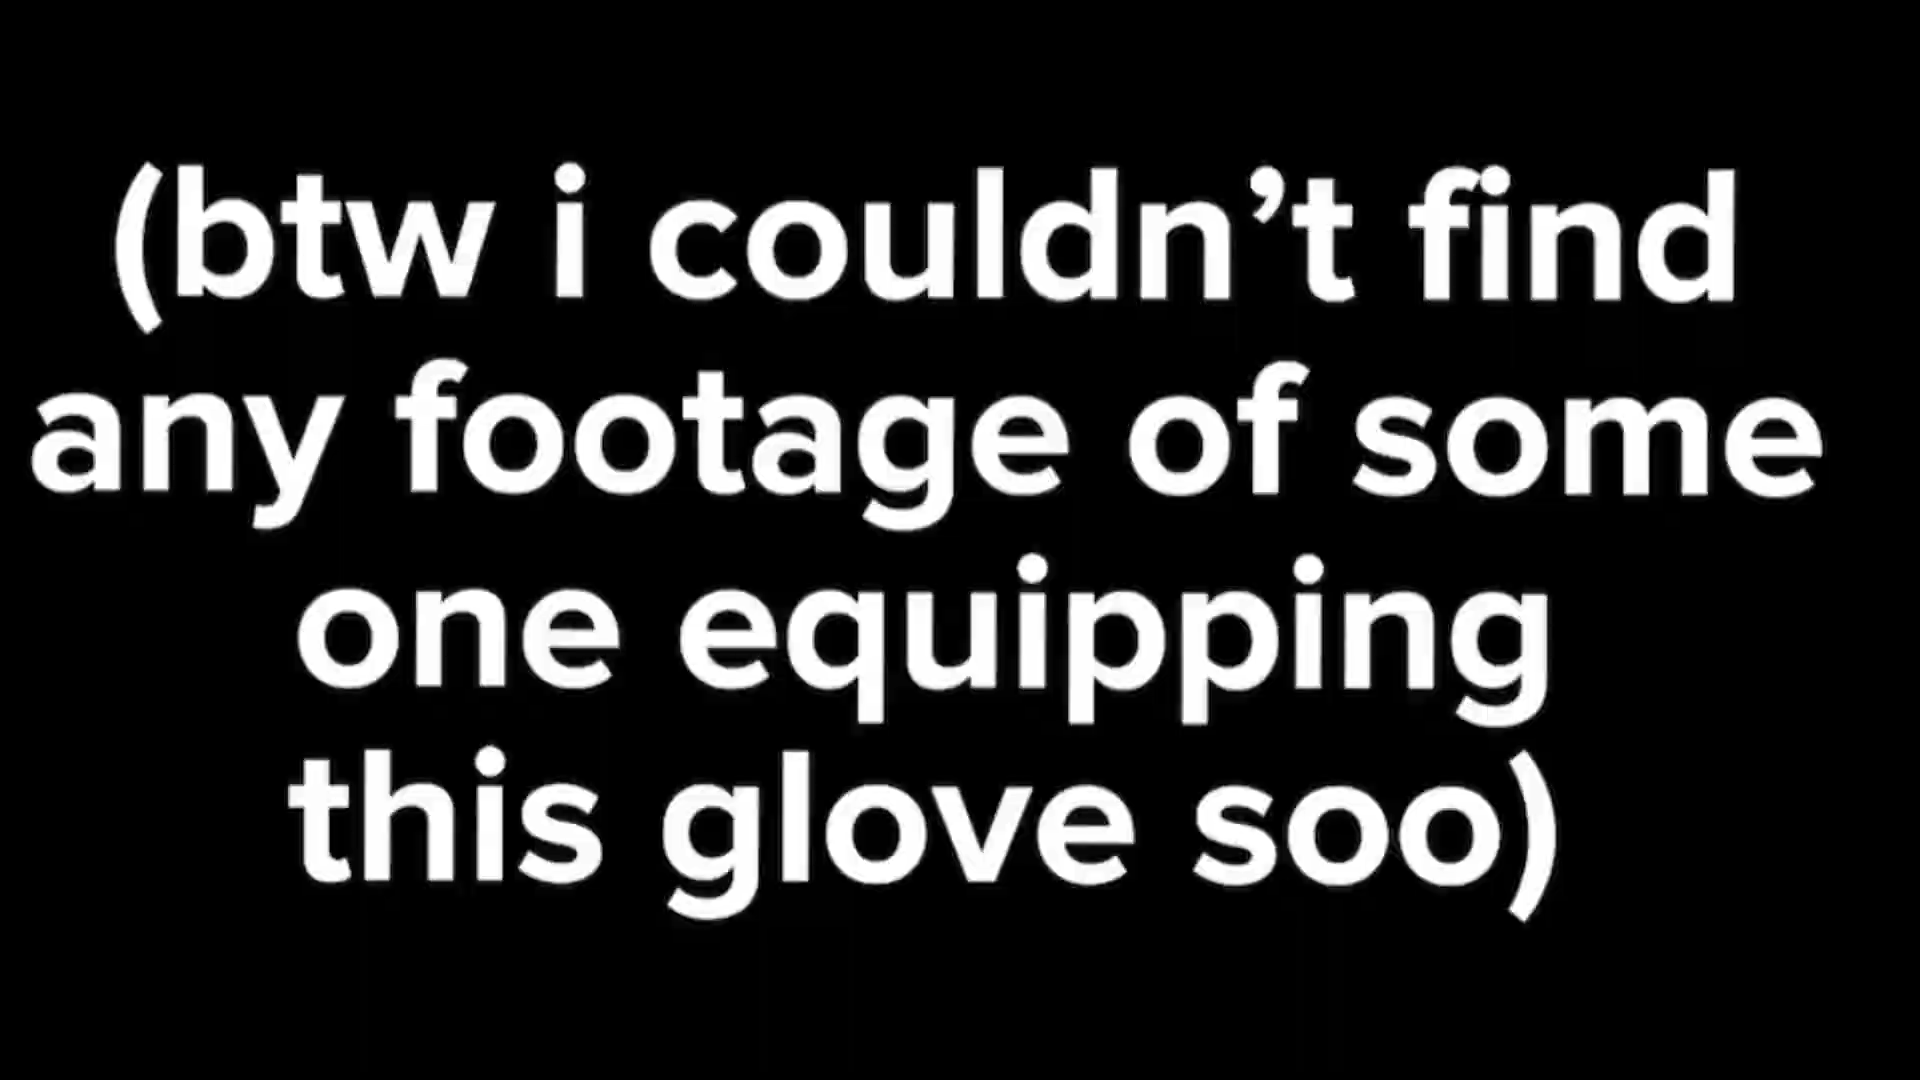 (btw i couldn’t find
any footage of some
one equipping
this glove soo)